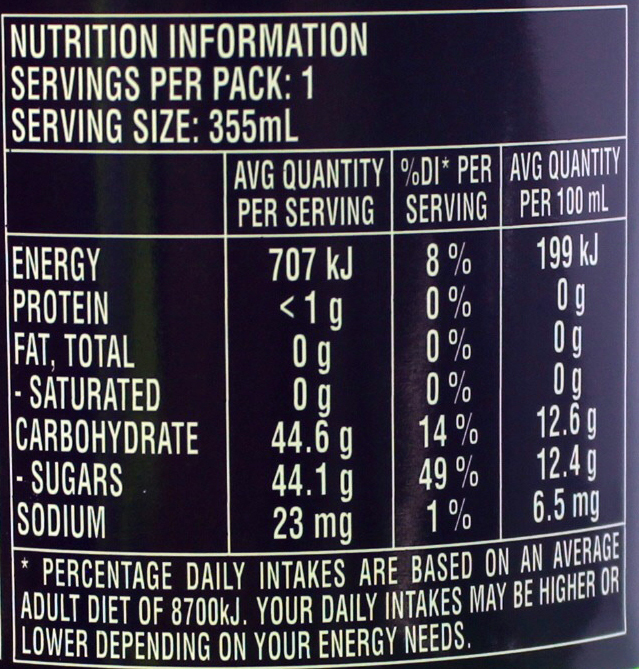 NUTRITION INFORMATION
SERVINGS PER PACK: 1
SERVING SIZE: 355mL
AVG QUANTITY PER SERVING %DI* PER SERVING AVG QUANTITY PER 100 mL
ENERGY 707 kJ 8% 199 kJ
PROTEIN <1 g 0% 0 g
FAT, TOTAL 0 g 0% 0 g
- SATURATED 0 g 0% 0 g
CARBOHYDRATE 44.6 g 14% 12.6 g
- SUGARS 44.1 g 49% 12.4 g
SODIUM 23 mg 1% 6.5 mg
* PERCENTAGE DAILY INTAKES ARE BASED ON AN AVERAGE
ADULT DIET OF 8700kJ. YOUR DAILY INTAKES MAY BE HIGHER OR
LOWER DEPENDING ON YOUR ENERGY NEEDS.